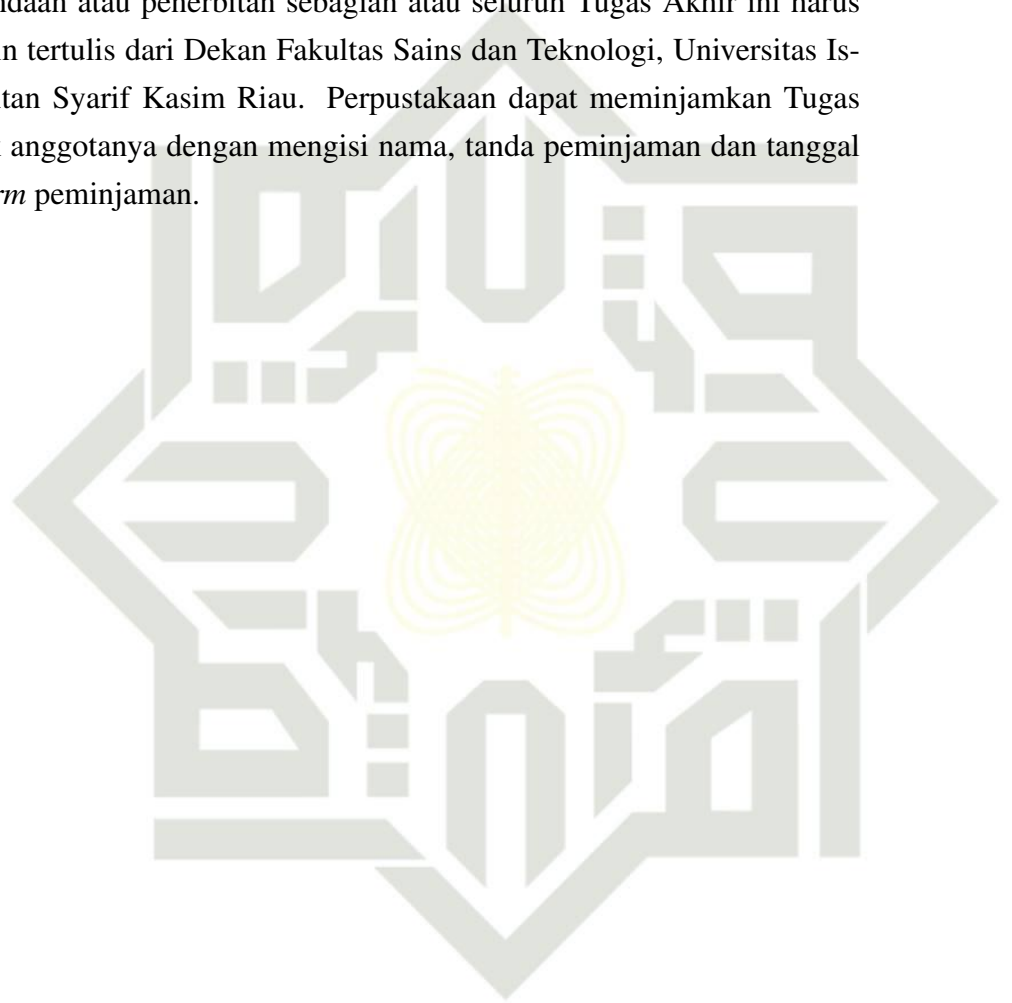 ndaan atau penerbitan sebagian atau seluruh Tugas Akhir ini harus
n tertulis dari Dekan Fakultas Sains dan Teknologi, Universitas Is-
tan Syarif Kasim Riau. Perpustakaan dapat meminjamkan Tugas
anggotanya dengan mengisi nama, tanda peminjaman dan tanggal
rm peminjaman.